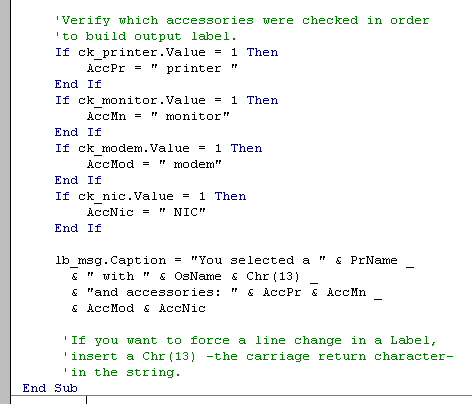 'Verify which accessories were checked in order
'to build output label.
If ck_printer.Value = 1 Then
AccPr = " printer "
End If
If ck_monitor.Value = 1 Then
AccMn = " monitor"
End If
If ck_modem.Value = 1 Then
AccMod = " modem"
End If
If ck_nic.Value = 1 Then
AccNic = " NIC"
End If
lb_msg.Caption = "You selected a " & PrName _
& " with " & OsName & Chr(13) _
& "and accessories: " & AccPr & AccMn _
& AccMod & AccNic
'If you want to force a line change in a Label,
'insert a Chr(13) -the carriage return character-
'in the string.
End Sub